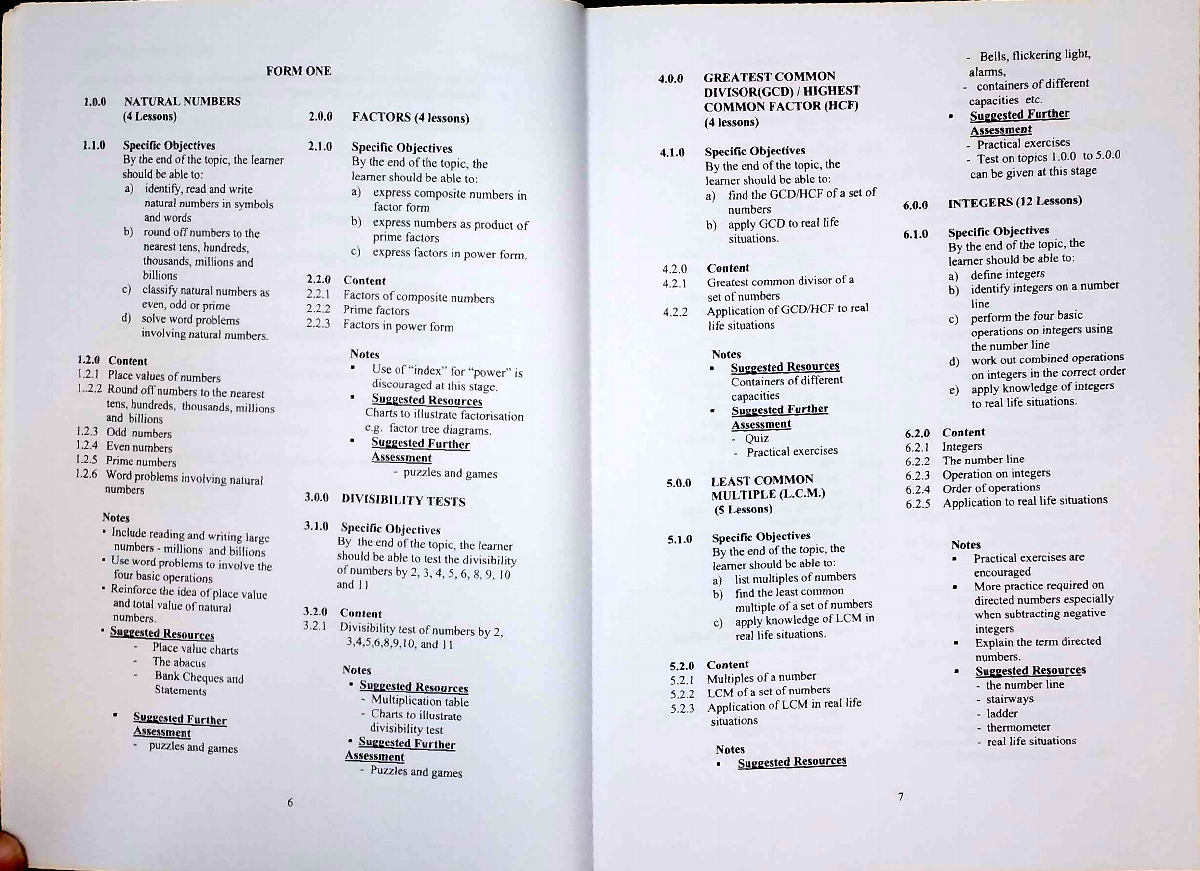 FORM ONE
1.0.0 NATURAL NUMBERS
(4 Lessons)
1.1.0 Specific Objectives
By the end of the topic, the learner
should be able to:
a) identify, read and write
natural numbers in symbols
and words
b) round off numbers to the
nearest tens, hundreds,
thousands, millions and
billions
c) classify natural numbers as
even, odd or prime
d) solve word problems
involving natural numbers.
1.2.0 Content
1.2.1 Place values of numbers
1..2.2 Round off numbers to the nearest
tens, hundreds, thousands, millions
and billions
1.2.3 Odd numbers
1.2.4 Even numbers
1.2.5 Prime numbers
1.2.6 Word problems involving natural
numbers
Notes
▪ Include reading and writing large
numbers - millions and billions
▪ Use word problems to involve the
four basic operations
▪ Reinforce the idea of place value
and total value of natural
numbers.
▪ Suggested Resources
- Place value charts
- The abacus
- Bank Cheques and
Statements
▪ Suggested Further
Assessment
- puzzles and games
2.0.0 FACTORS (4 lessons)
2.1.0 Specific Objectives
By the end of the topic, the
learner should be able to:
a) express composite numbers in
factor form
b) express numbers as product of
prime factors
c) express factors in power form.
2.2.0 Content
2.2.1 Factors of composite numbers
2.2.2 Prime factors
2.2.3 Factors in power form
Notes
▪ Use of “index” for “power” is
discouraged at this stage.
▪ Suggested Resources
Charts to illustrate factorisation
e.g. factor tree diagrams.
▪ Suggested Further
Assessment
- puzzles and games
3.0.0 DIVISIBILITY TESTS
3.1.0 Specific Objectives
By the end of the topic, the learner
should be able to test the divisibility
of numbers by 2, 3, 4, 5, 6, 8, 9, 10
and 11
3.2.0 Content
3.2.1 Divisibility test of numbers by 2,
3,4,5,6,8,9,10, and 11
Notes
▪ Suggested Resources
- Multiplication table
- Charts to illustrate
divisibility test
▪ Suggested Further
Assessment
- Puzzles and games
6
4.0.0 GREATEST COMMON
DIVISOR(GCD) / HIGHEST
COMMON FACTOR (HCF)
(4 lessons)
4.1.0 Specific Objectives
By the end of the topic, the
learner should be able to:
a) find the GCD/HCF of a set of
numbers
b) apply GCD to real life
situations.
4.2.0 Content
4.2.1 Greatest common divisor of a
set of numbers
4.2.2 Application of GCD/HCF to real
life situations
Notes
▪ Suggested Resources
Containers of different
capacities
▪ Suggested Further
Assessment
- Quiz
- Practical exercises
5.0.0 LEAST COMMON
MULTIPLE (L.C.M.)
(5 Lessons)
5.1.0 Specific Objectives
By the end of the topic, the
learner should be able to:
a) list multiples of numbers
b) find the least common
multiple of a set of numbers
c) apply knowledge of LCM in
real life situations.
5.2.0 Content
5.2.1 Multiples of a number
5.2.2 LCM of a set of numbers
5.2.3 Application of LCM in real life
situations
Notes
▪ Suggested Resources
- Bells, flickering light,
alarms,
- containers of different
capacities etc.
▪ Suggested Further
Assessment
- Practical exercises
- Test on topics 1.0.0 to 5.0.0
can be given at this stage
6.0.0 INTEGERS (12 Lessons)
6.1.0 Specific Objectives
By the end of the topic, the
learner should be able to:
a) define integers
b) identify integers on a number
line
c) perform the four basic
operations on integers using
the number line
d) work out combined operations
on integers in the correct order
e) apply knowledge of integers
to real life situations.
6.2.0 Content
6.2.1 Integers
6.2.2 The number line
6.2.3 Operation on integers
6.2.4 Order of operations
6.2.5 Application to real life situations
Notes
▪ Practical exercises are
encouraged
▪ More practice required on
directed numbers especially
when subtracting negative
integers
▪ Explain the term directed
numbers.
▪ Suggested Resources
- the number line
- stairways
- ladder
- thermometer
- real life situations
7